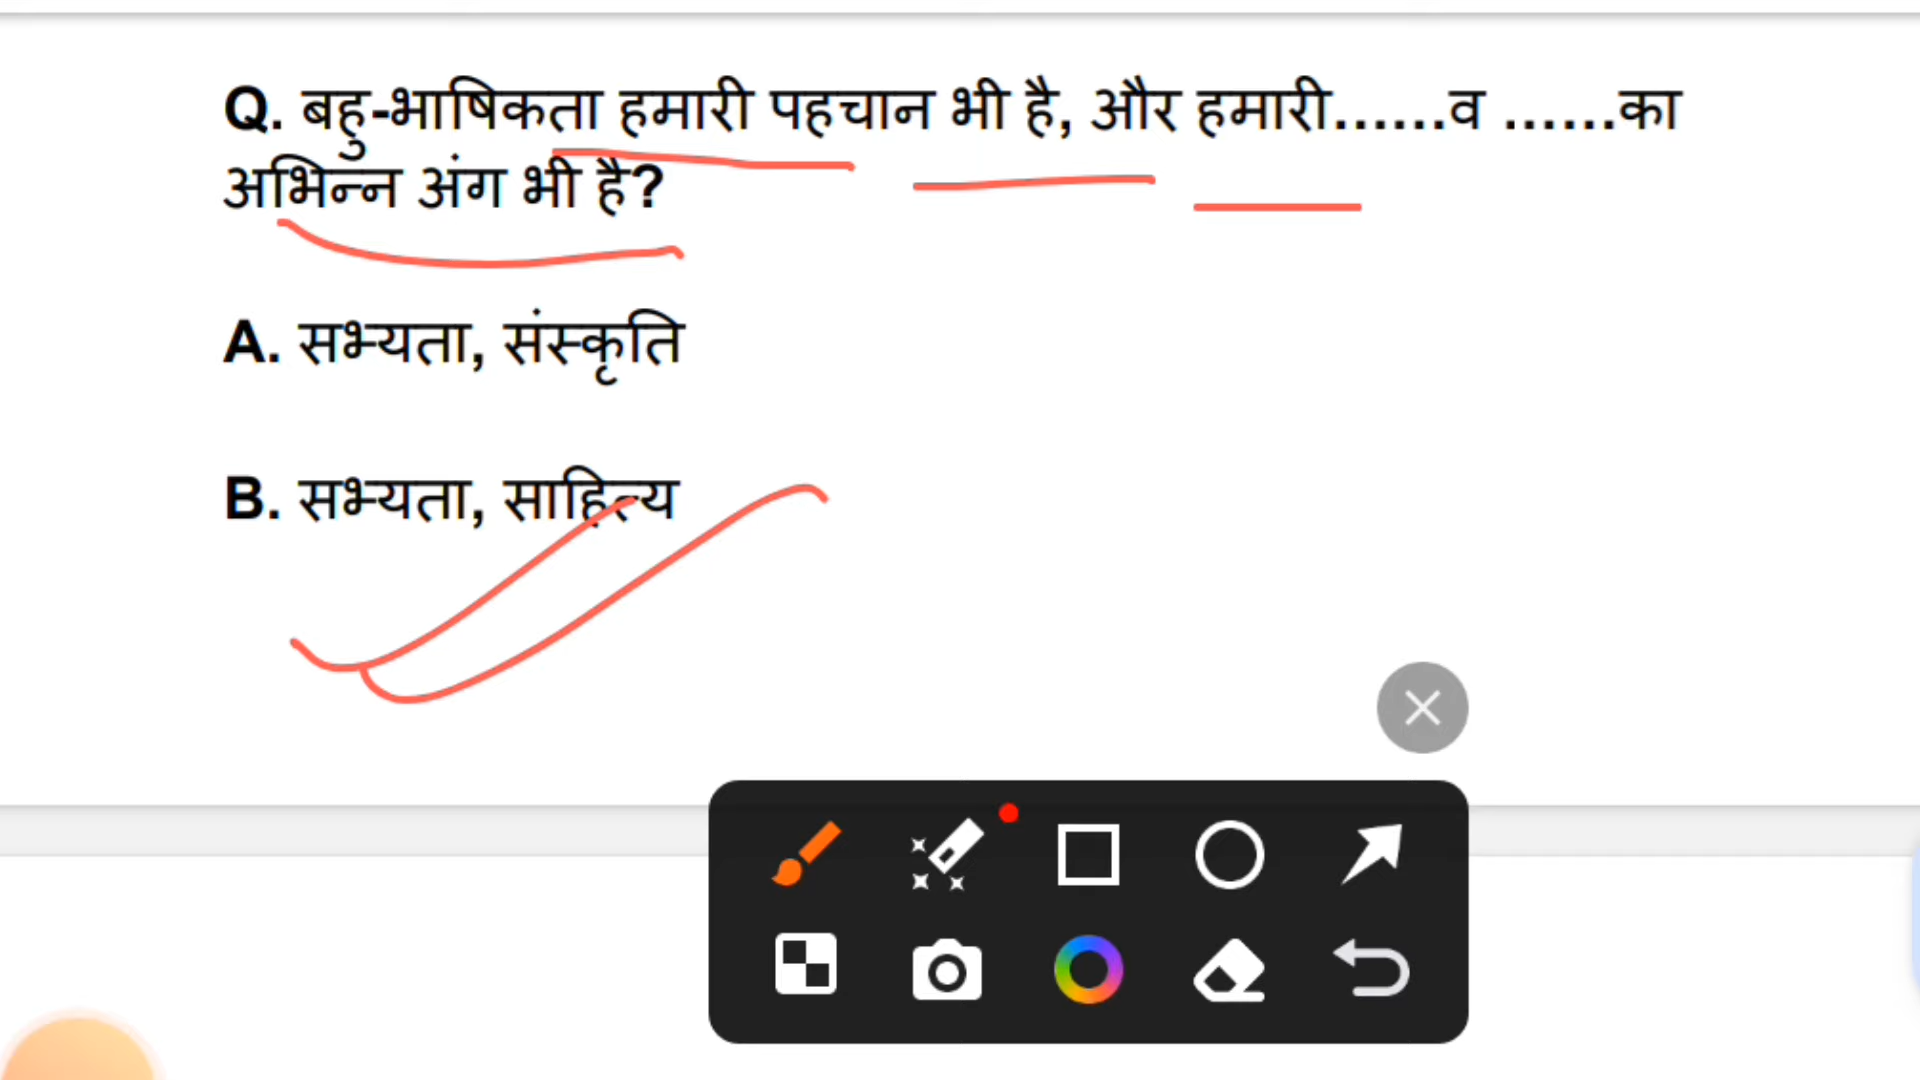 Q. बहु-भाषिकता हमारी पहचान भी है, और हमारी......व ......का
अभिन्न अंग भी है?
A. सभ्यता, संस्कृति
B. सभ्यता, साहित्य